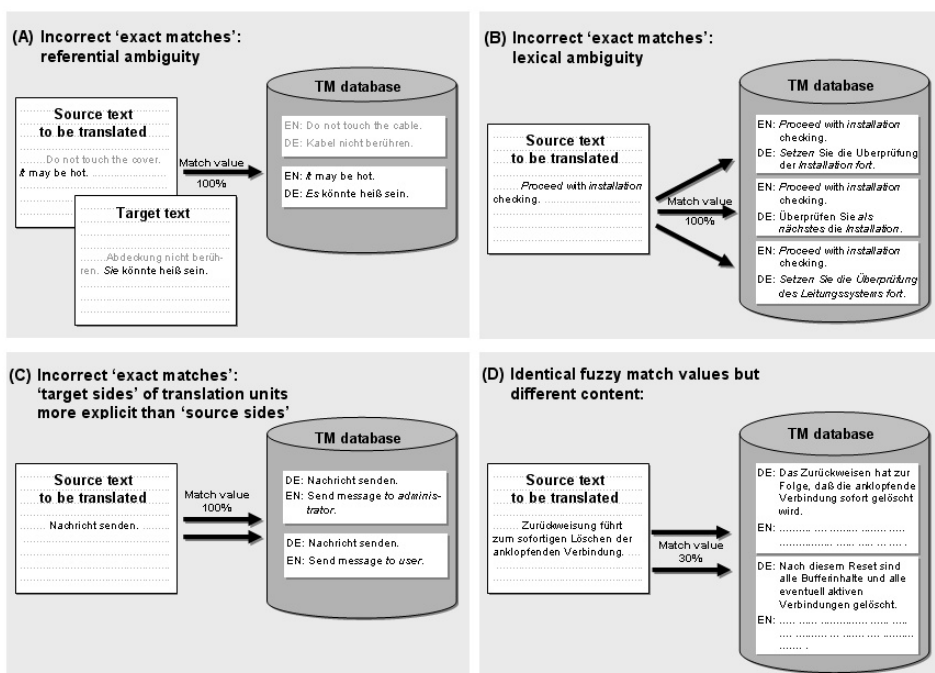 (A) Incorrect ‘exact matches’:
referential ambiguity
Source text
to be translated
Do not touch the cover.
It may be hot.
Match value
100%
TM database
EN: Do not touch the cable.
DE: Kabel nicht berühren.
EN: It may be hot.
DE: Es könnte heiß sein.
Target text
Abdeckung nicht berüh-
ren. Sie könnte heiß sein.
(B) Incorrect ‘exact matches’:
lexical ambiguity
Source text
to be translated
Proceed with installation
checking.
Match value
100%
TM database
EN: Proceed with installation
checking.
DE: Setzen Sie die Überprüfung
der Installation fort.
EN: Proceed with installation
checking.
DE: Überprüfen Sie als
nächstes die Installation.
EN: Proceed with installation
checking.
DE: Setzen Sie die Überprüfung
des Leitungssystems fort.
(C) Incorrect ‘exact matches’:
‘target sides’ of translation units
more explicit than ‘source sides’
Source text
to be translated
Nachricht senden.
Match value
100%
TM database
DE: Nachricht senden.
EN: Send message to adminis-
trator.
DE: Nachricht senden.
EN: Send message to user.
(D) Identical fuzzy match values but
different content:
Source text
to be translated
Zurückweisung führt
zum sofortigen Löschen der
anklopfenden Verbindung.
Match value
30%
TM database
DE: Das Zurückweisen hat zur
Folge, daß die anklopfende
Verbindung sofort gelöscht
wird.
EN:
DE: Nach diesem Reset sind
alle Bufferinhalte und alle
eventuell aktiven
Verbindungen gelöscht.
EN: